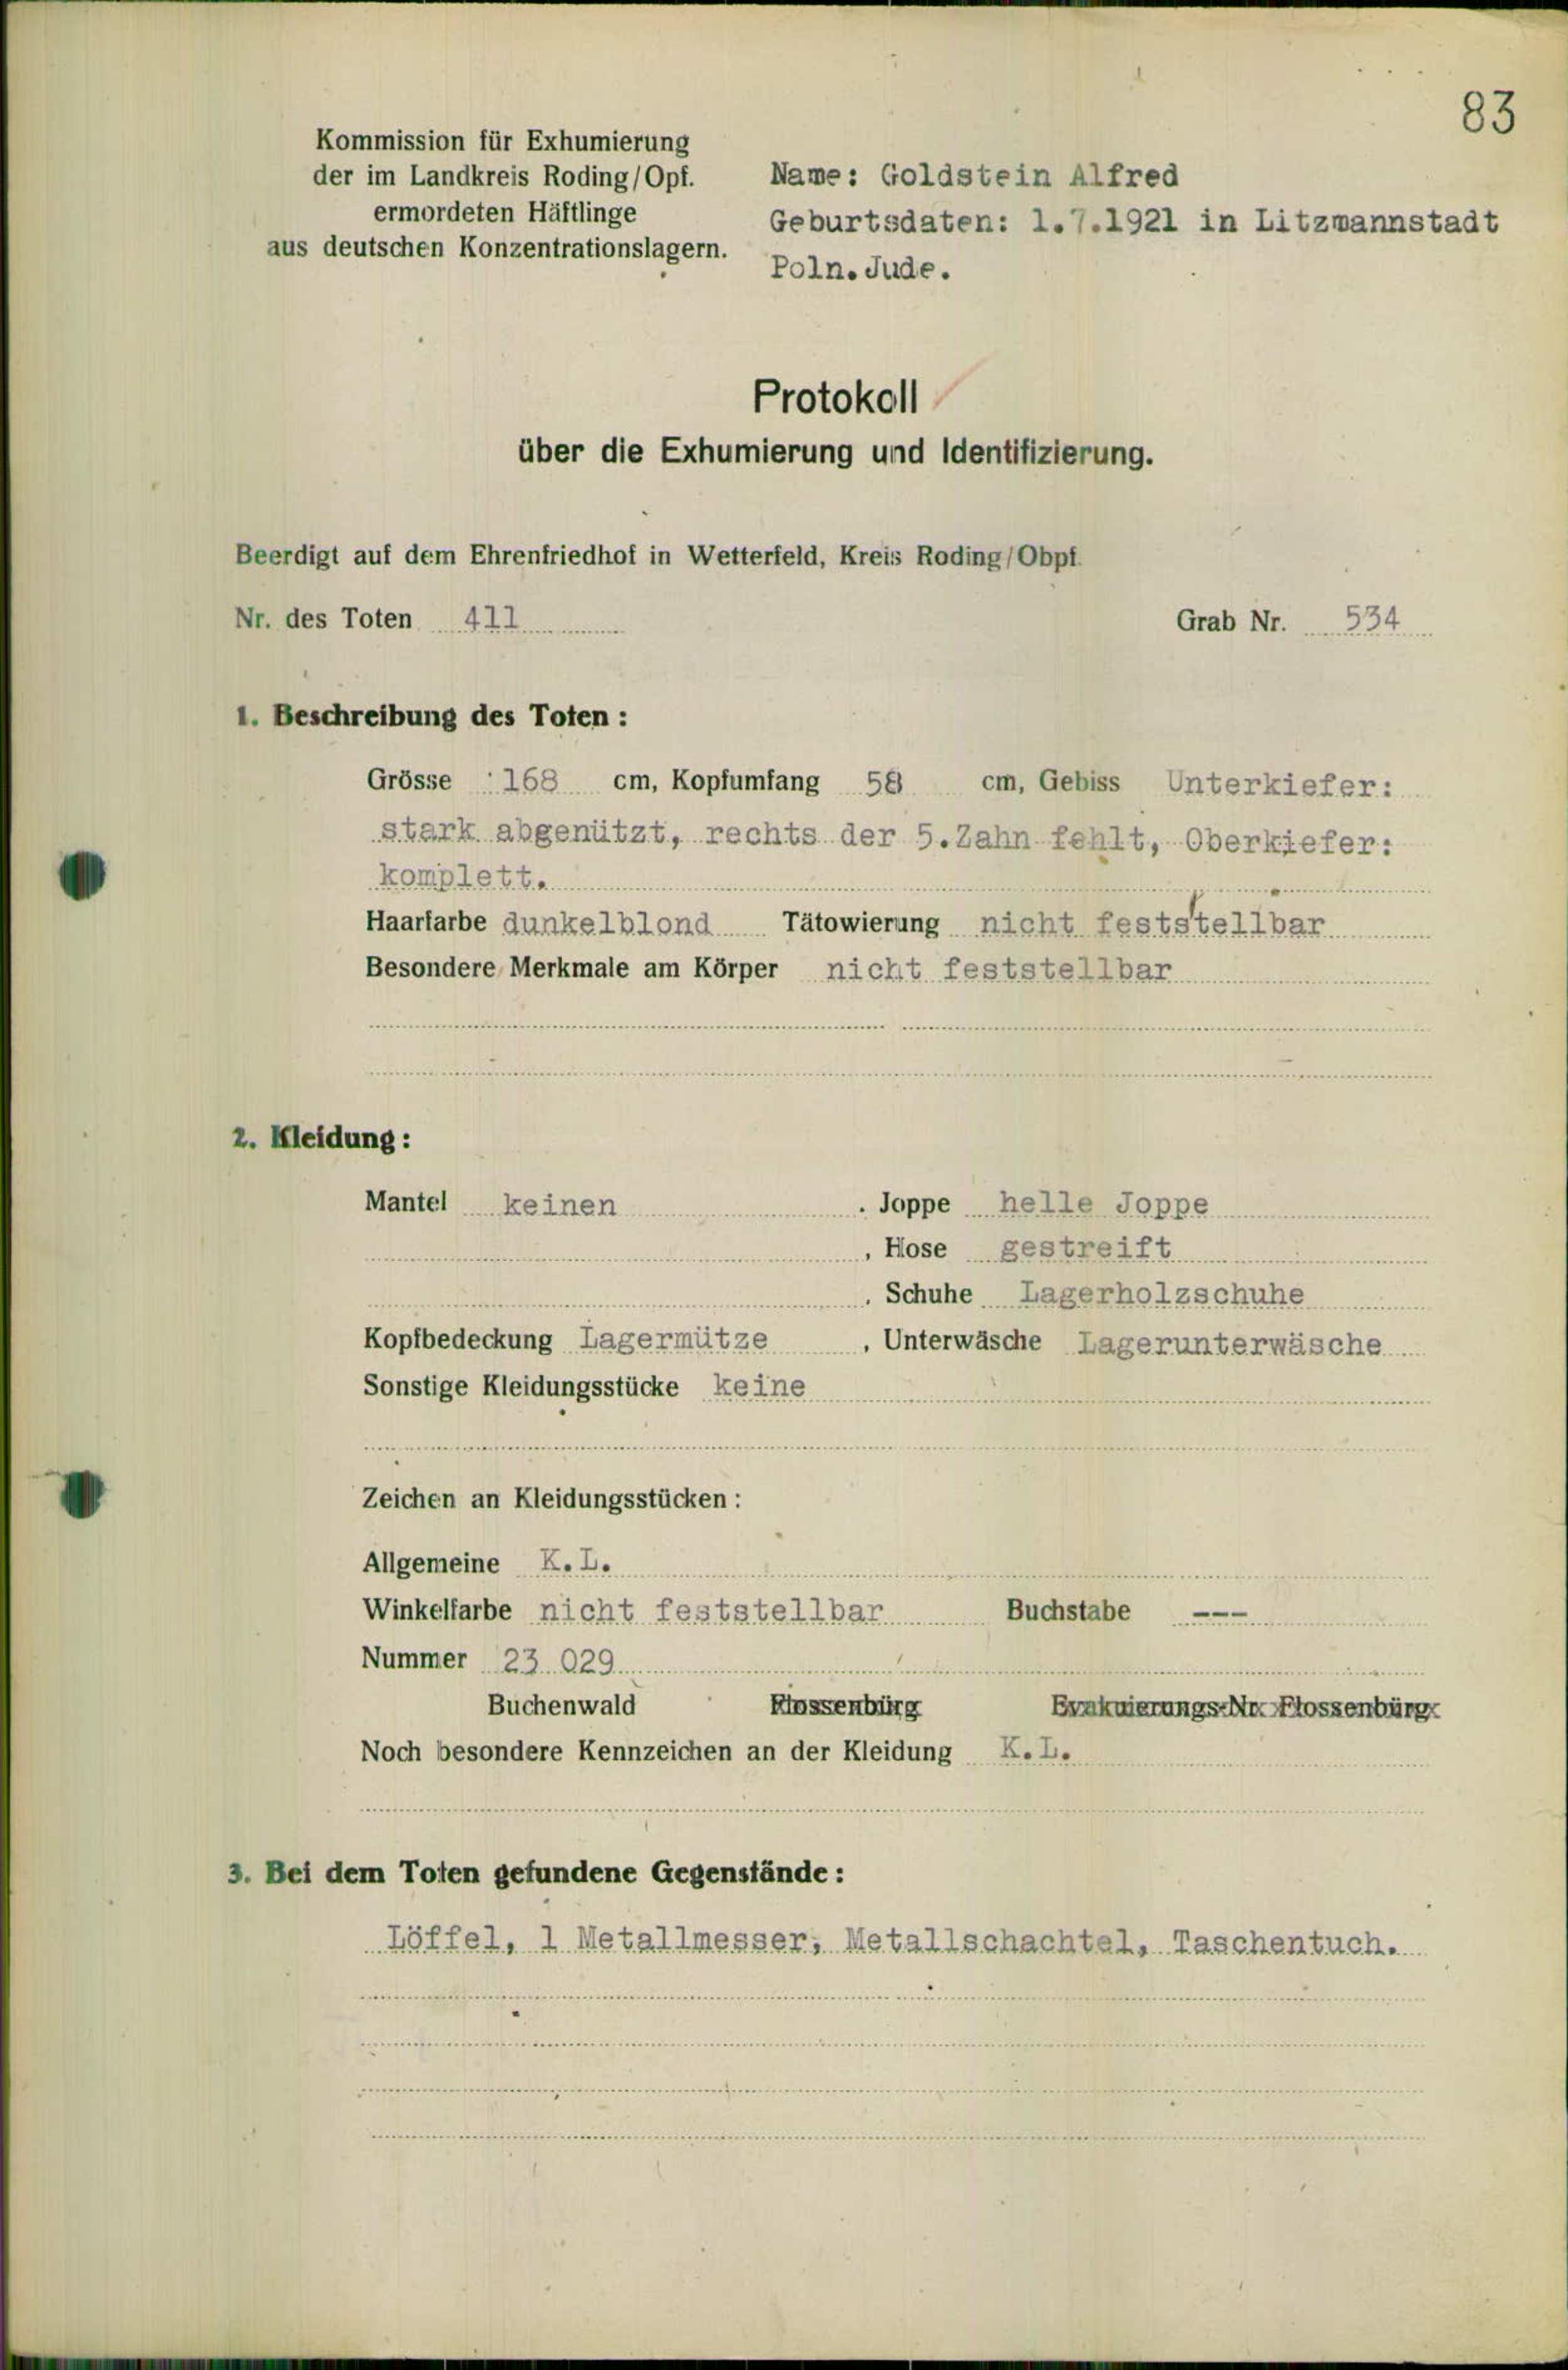 83
Kommission für Exhumierung
der im Landkreis Roding/Opf.
ermordeten Häftlinge
aus deutschen Konzentrationslagern.
Name: Goldstein Alfred
Geburtsdaten: 1.7.1921 in Litzmannstadt
Poln.Jude.
Protokoll
über die Exhumierung und Identifizierung.
Beerdigt auf dem Ehrenfriedhof in Wetterfeld, Kreis Roding/Obpf.
Nr. des Toten 411 Grab Nr. 534
1. Beschreibung des Toten:
Grösse 168 cm, Kopfumfang 58 cm, Gebiss Unterkiefer:
stark abgenützt, rechts der 5.Zahn fehlt, Oberkiefer:
komplett.
Haarfarbe dunkelblond Tätowierung nicht feststellbar
Besondere Merkmale am Körper nicht feststellbar
2. Kleidung:
Mantel keinen . Joppe helle Joppe
, Hose gestreift
, Schuhe Lagerholzschuhe
Kopfbedeckung Lagermütze , Unterwäsche Lagerunterwäsche
Sonstige Kleidungsstücke keine
Zeichen an Kleidungsstücken:
Allgemeine K.L.
Winkelfarbe nicht feststellbar Buchstabe ---
Nummer 23 029
Buchenwald Flossenbürg Evakuierungs-Nr. Flossenbürg
Noch besondere Kennzeichen an der Kleidung K.L.
3. Bei dem Toten gefundene Gegenstände:
Löffel, 1 Metallmesser, Metallschachtel, Taschentuch.